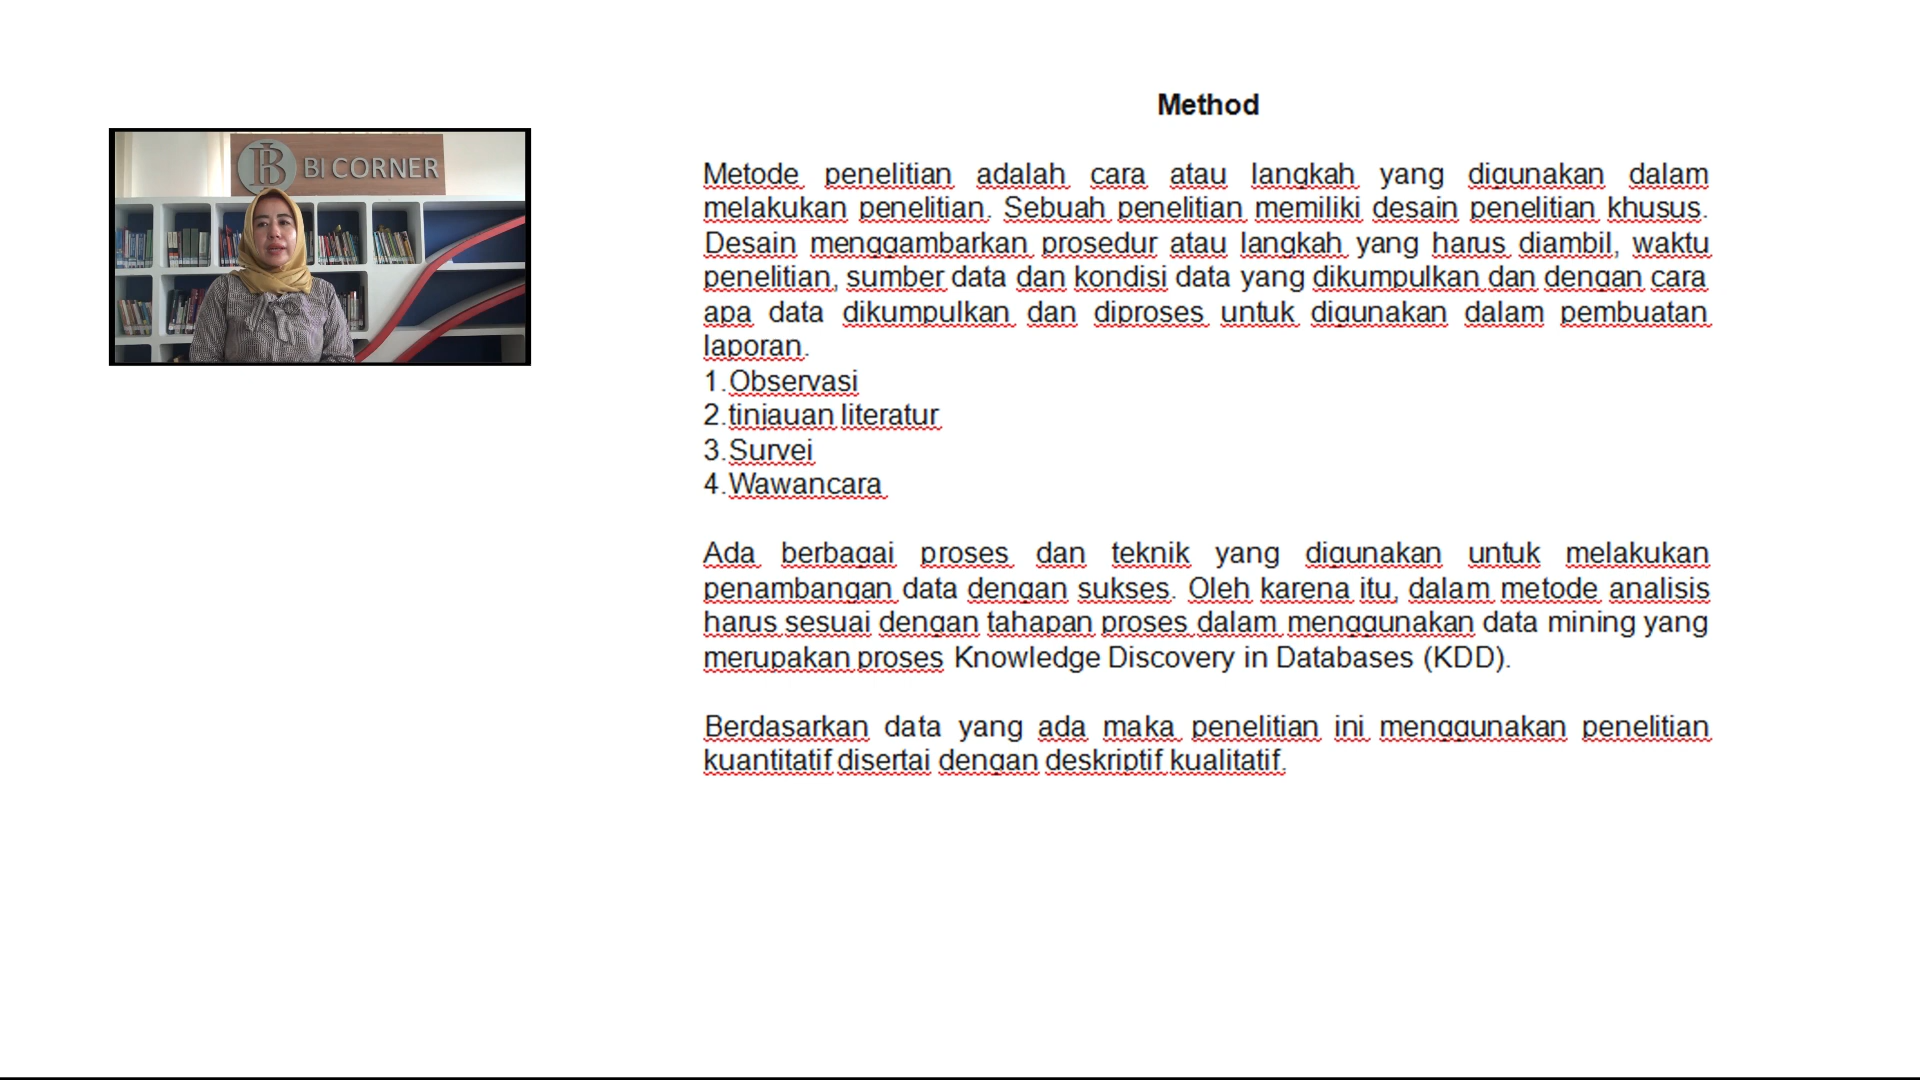 Method
BI CORNER
Metode penelitian adalah cara atau langkah yang digunakan dalam
melakukan penelitian. Sebuah penelitian memiliki desain penelitian khusus.
Desain menggambarkan prosedur atau langkah yang harus diambil, waktu
penelitian, sumber data dan kondisi data yang dikumpulkan dan dengan cara
apa data dikumpulkan dan diproses untuk digunakan dalam pembuatan
laporan.
1.Observasi
2.tinjauan literatur
3.Survei
4.Wawancara
Ada berbagai proses dan teknik yang digunakan untuk melakukan
penambangan data dengan sukses. Oleh karena itu, dalam metode analisis
harus sesuai dengan tahapan proses dalam menggunakan data mining yang
merupakan proses Knowledge Discovery in Databases (KDD).
Berdasarkan data yang ada maka penelitian ini menggunakan penelitian
kuantitatif disertai dengan deskriptif kualitatif.